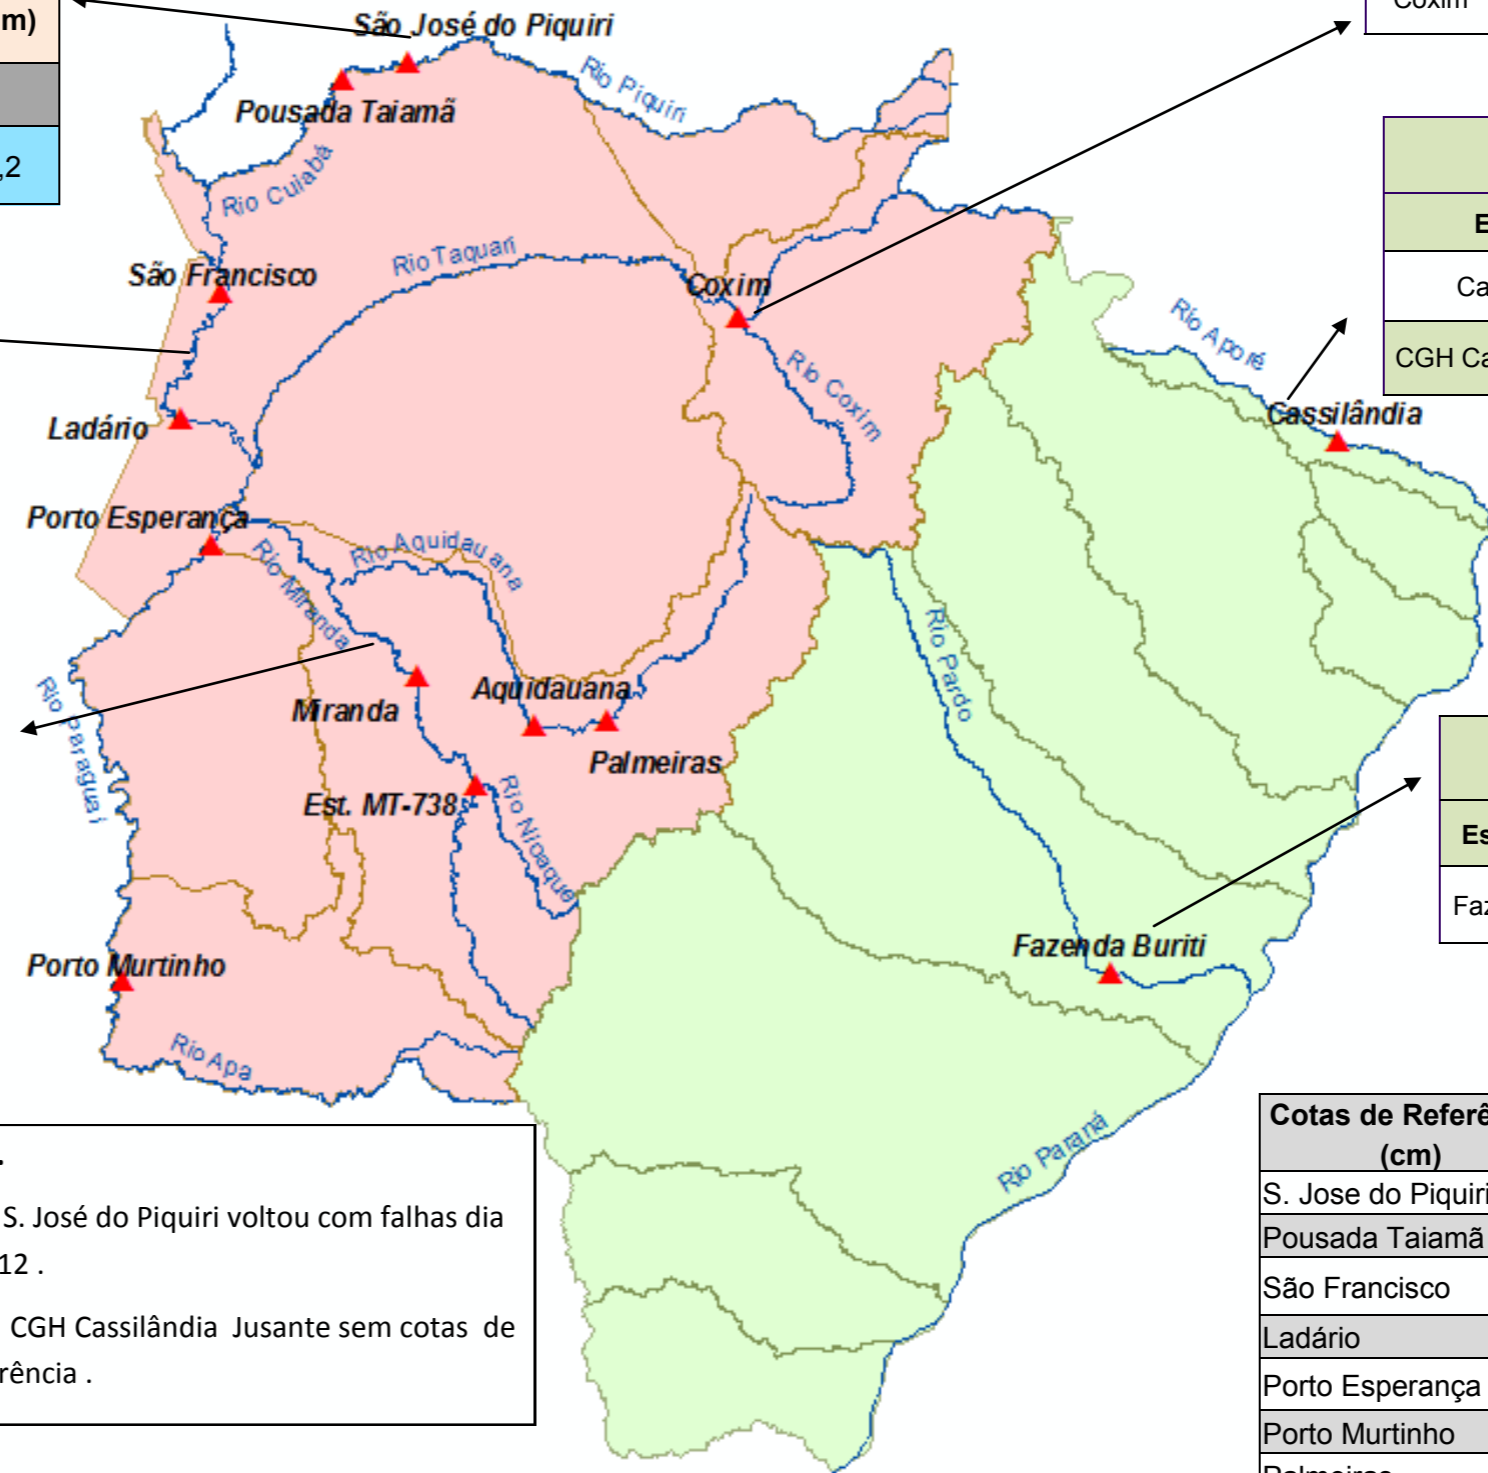 m)
,2
São José do Piquiri
Pousada Taiamã
Rio Piquiri
Rio Cuiabá
Coxim
São Francisco
Rio Taquari
Coxim
Rio Coxim
Rio Aporé
Cassilândia
E
Ca
CGH Ca
Ladário
Porto Esperança
Rio Miranda
Rio Aquidauana
Rio Pardo
Rio Paraguai
Miranda
Aquidauana
Palmeiras
Est. MT-738
Rio Nioaque
Es
Faz
Porto Murtinho
Fazenda Buriti
Rio Apa
Rio Paraná
.
S. José do Piquiri voltou com falhas dia
12 .
CGH Cassilândia Jusante sem cotas de
rência .
Cotas de Referê
(cm)
S. Jose do Piquiri
Pousada Taiamã
São Francisco
Ladário
Porto Esperança
Porto Murtinho
Palmeiras